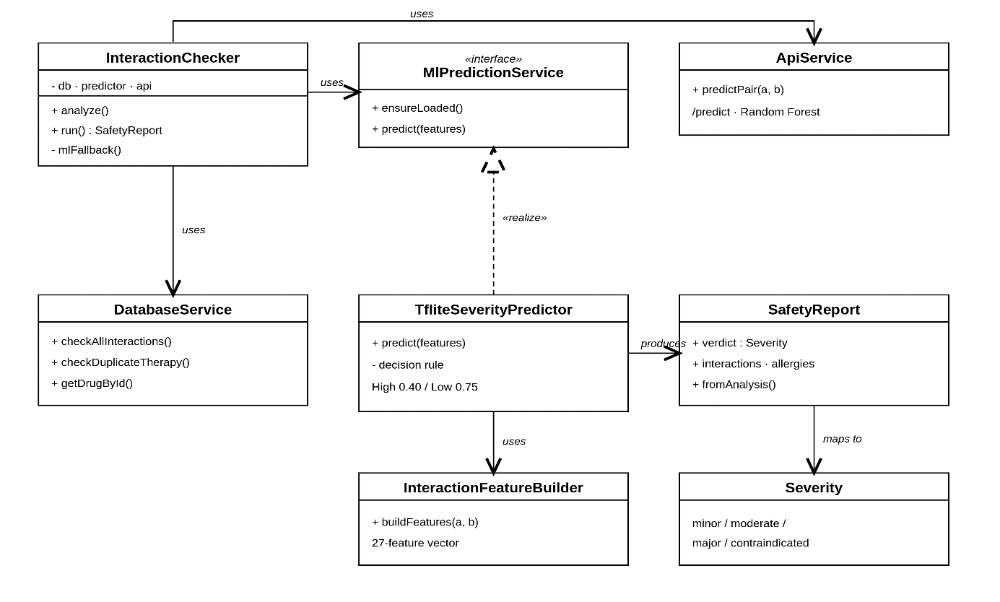 uses
InteractionChecker
- db · predictor · api
+ analyze()
+ run() : SafetyReport
- mlFallback()
uses
«interface»
MlPredictionService
+ ensureLoaded()
+ predict(features)
ApiService
+ predictPair(a, b)
/predict · Random Forest
uses
«realize»
DatabaseService
+ checkAllInteractions()
+ checkDuplicateTherapy()
+ getDrugById()
TfliteSeverityPredictor
+ predict(features)
- decision rule
High 0.40 / Low 0.75
produces
SafetyReport
+ verdict : Severity
+ interactions · allergies
+ fromAnalysis()
uses
maps to
InteractionFeatureBuilder
+ buildFeatures(a, b)
27-feature vector
Severity
minor / moderate /
major / contraindicated